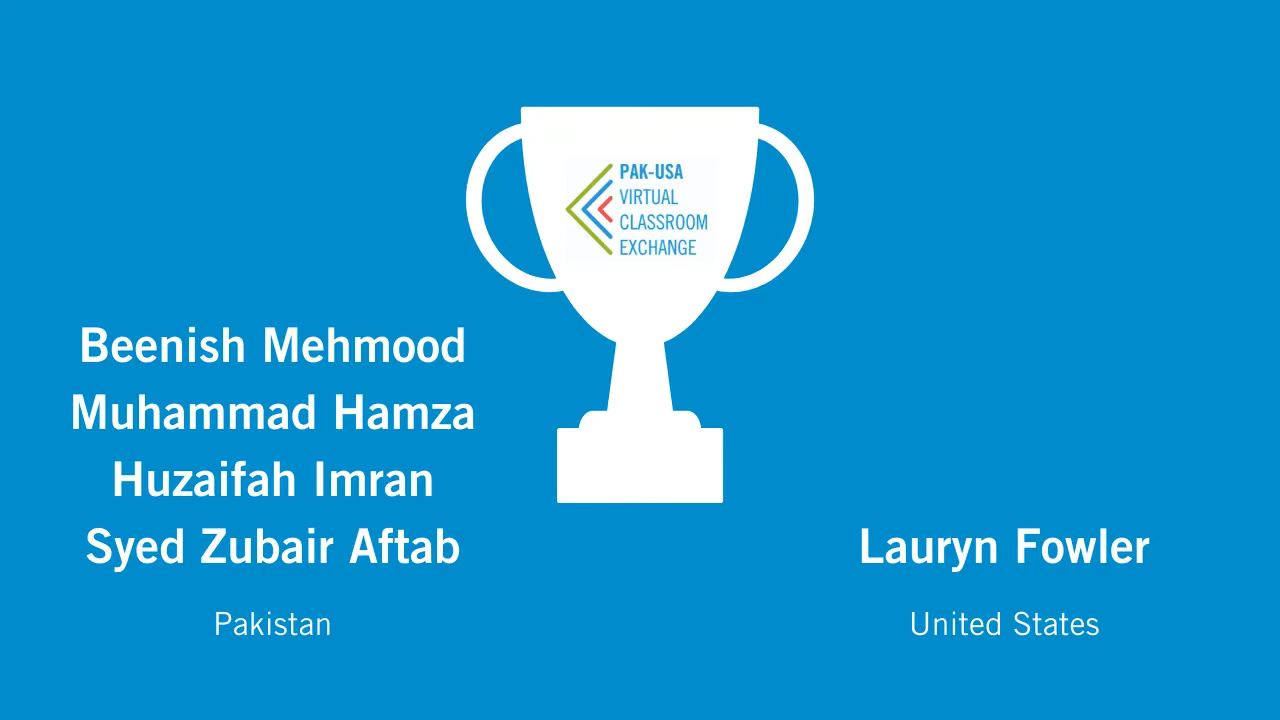 PAK-USA
VIRTUAL
CLASSROOM
EXCHANGE
Beenish Mehmood
Muhammad Hamza
Huzaifah Imran
Syed Zubair Aftab
Pakistan
Lauryn Fowler
United States